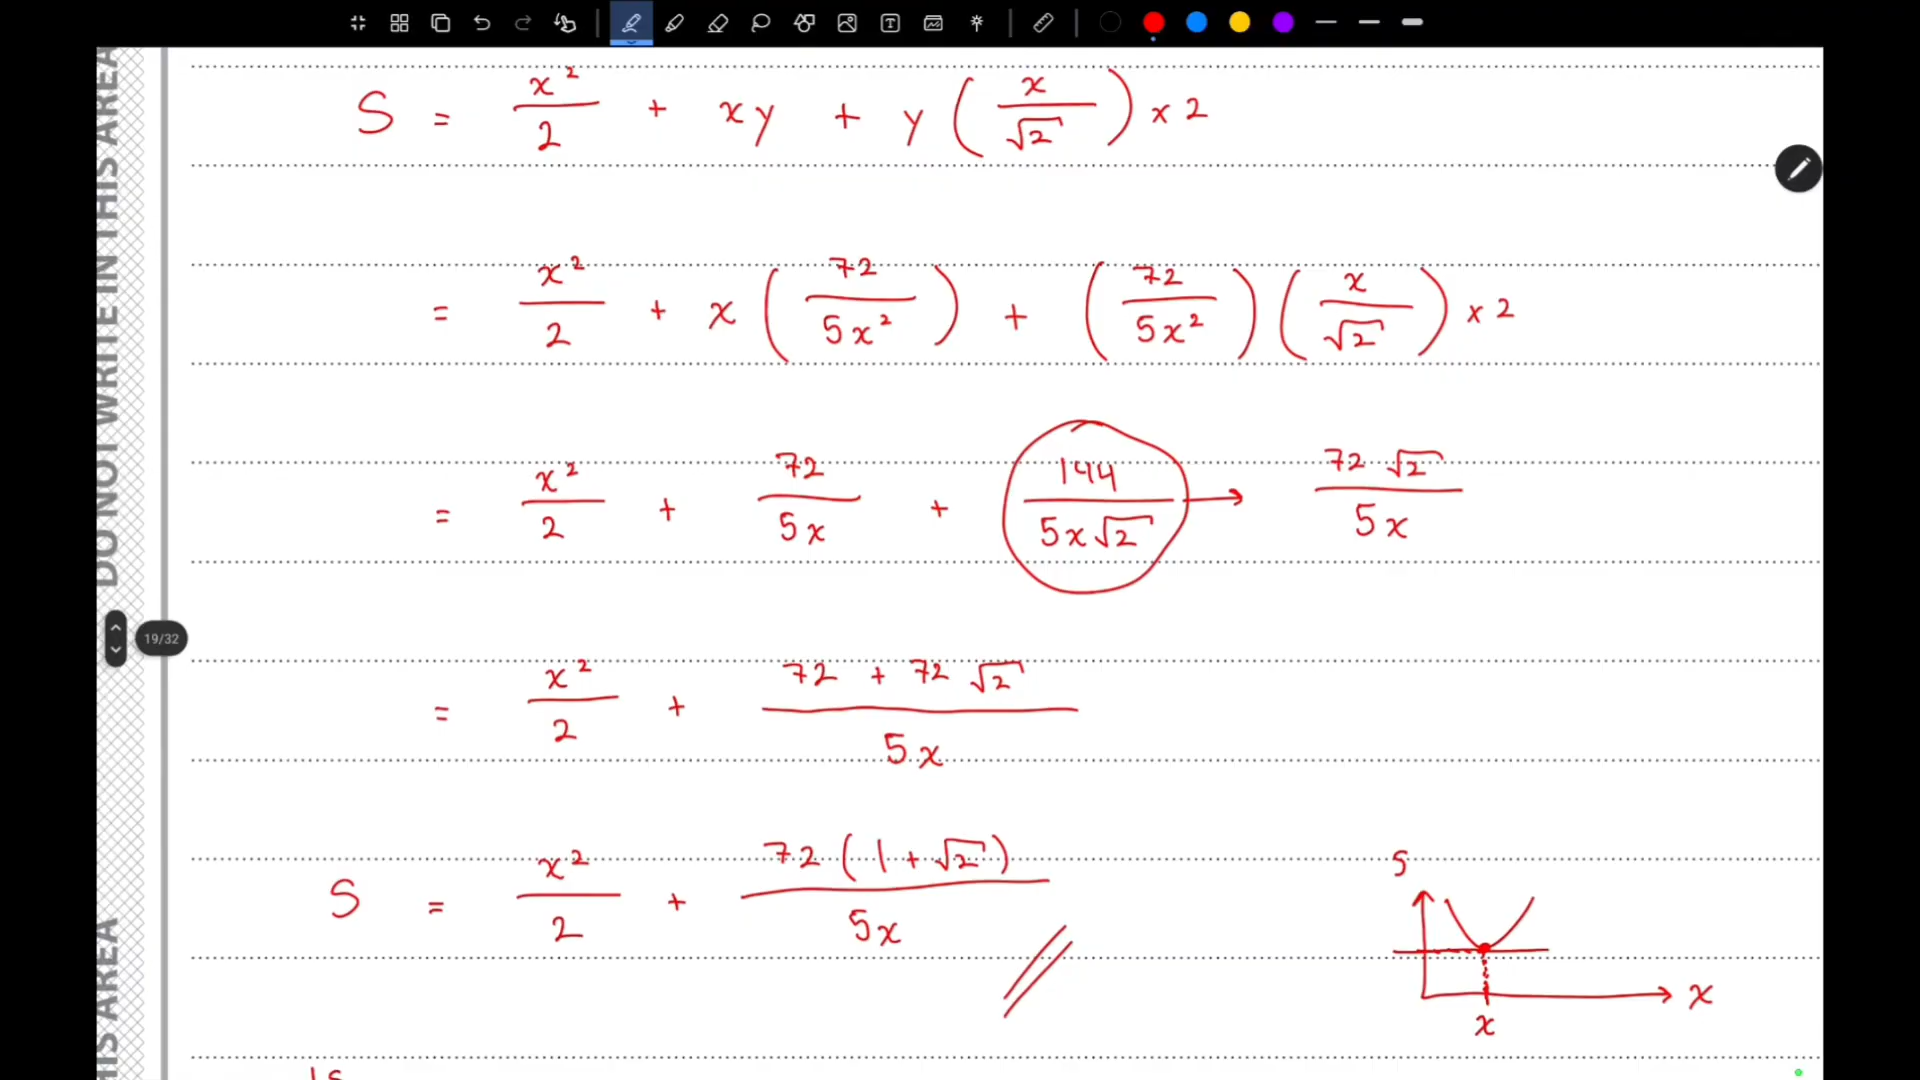 DO NOT WRITE IN THIS AREA
S = x²/2 + xy + y(x/√2) × 2
= x²/2 + x(72/5x²) + (72/5x²)(x/√2) × 2
= x²/2 + 72/5x + 144/5x√2 → 72√2/5x
19/32
= x²/2 + 72 + 72√2/5x
S = x²/2 + 72(1 + √2)/5x
S
x
x
HIS AREA